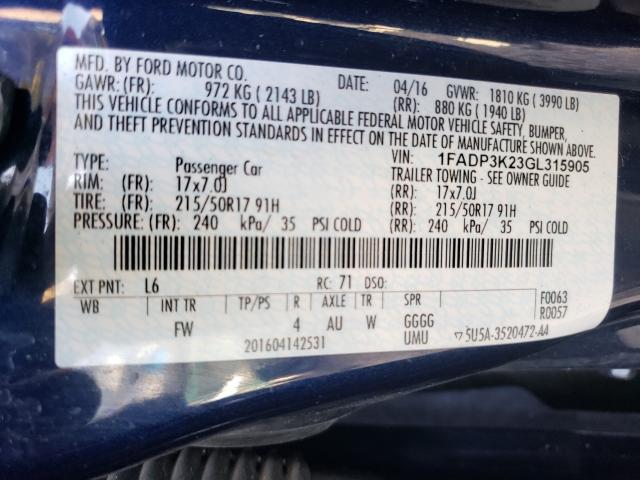 MFD. BY FORD MOTOR CO.
DATE: 04/16 GVWR: 1810 KG ( 3990 LB)
GAWR: (FR): 972 KG ( 2143 LB) (RR): 880 KG ( 1940 LB)
THIS VEHICLE CONFORMS TO ALL APPLICABLE FEDERAL MOTOR VEHICLE SAFETY, BUMPER,
AND THEFT PREVENTION STANDARDS IN EFFECT ON THE DATE OF MANUFACTURE SHOWN ABOVE.
VIN: 1FADP3K23GL315905
TYPE: Passenger Car TRAILER TOWING - SEE OWNER GUIDE
RIM: (FR): 17x7.0J (RR): 17x7.0J
TIRE: (FR): 215/50R17 91H (RR): 215/50R17 91H
PRESSURE: (FR): 240 kPa/ 35 PSI COLD (RR): 240 kPa/ 35 PSI COLD
EXT PNT: L6 RC: 71 DSO:
WB INT TR TP/PS R AXLE TR SPR F0063
R0057
FW 4 AU W GGGG
UMU
201604142531 5U5A-3520472-AA